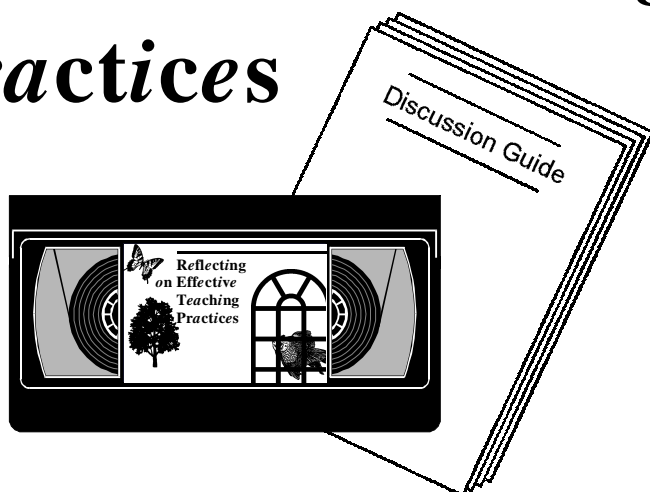 actices
Discussion Guide
Reflecting
on Effective
Teaching
Practices